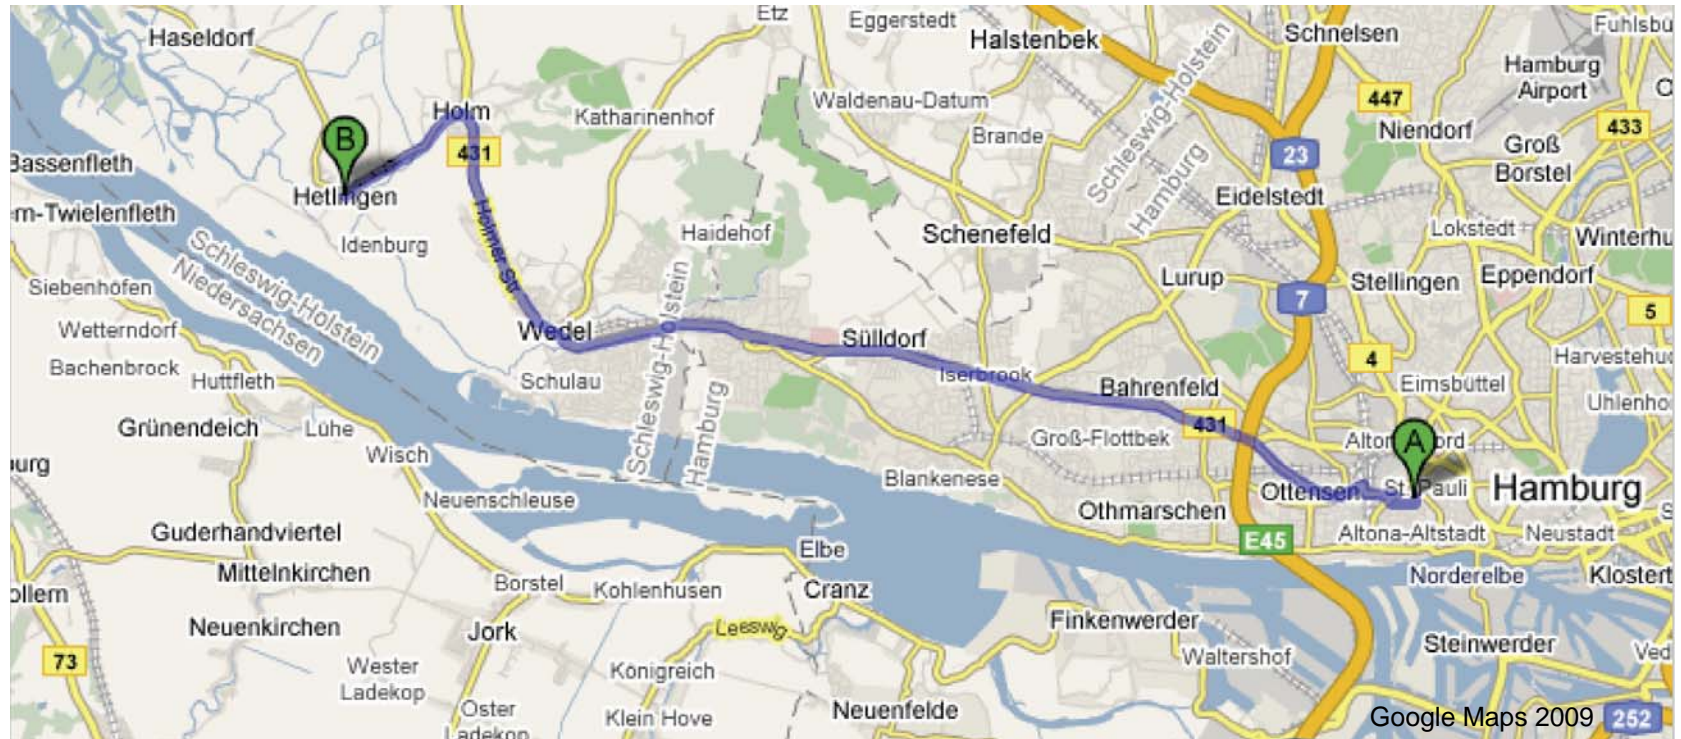 Etz
Eggerstedt
Fuhlsbü
Haseldorf
Halstenbek
Schnelsen
Schleswig-Holstein
Hamburg
Airport
Holm
Katharinenhof
Waldenau-Datum
447
Niendorf
433
Brande
B
431
23
Groß
Borstel
Bassenfleth
Hetlingen
Eidelstedt
Hamburg
Holmer Str.
Idenburg
Haidehof
Schenefeld
Lokstedt
Winterhu
Schleswig-Holstein
Niedersachsen
Siebenhöfen
Lurup
Stellingen
Eppendorf
7
5
Wetterndorf
Wedel
Schleswig-Holstein
Sülldorf
4
Harvestehud
Bachenbrock
Huttfleth
Schulau
Iserbrook
Bahrenfeld
Eimsbüttel
Uhlenho
Hamburg
Grünendeich
Lühe
431
Groß-Flottbek
A
Wisch
Blankenese
Ottensen
St. Pauli
Hamburg
Neuenschleuse
Othmarschen
Guderhandviertel
E45
Altona-Altstadt
Neustadt
Elbe
Mittelnkirchen
Borstel
Kohlenhusen
Cranz
Norderelbe
Klostert
Neuenkirchen
Jork
Leeswig
Finkenwerder
Steinwerder
73
Wester
Ladekop
Königreich
Waltershof
Ved
Oster
Ladekop
Klein Hove
Neuenfelde
Google Maps 2009
252